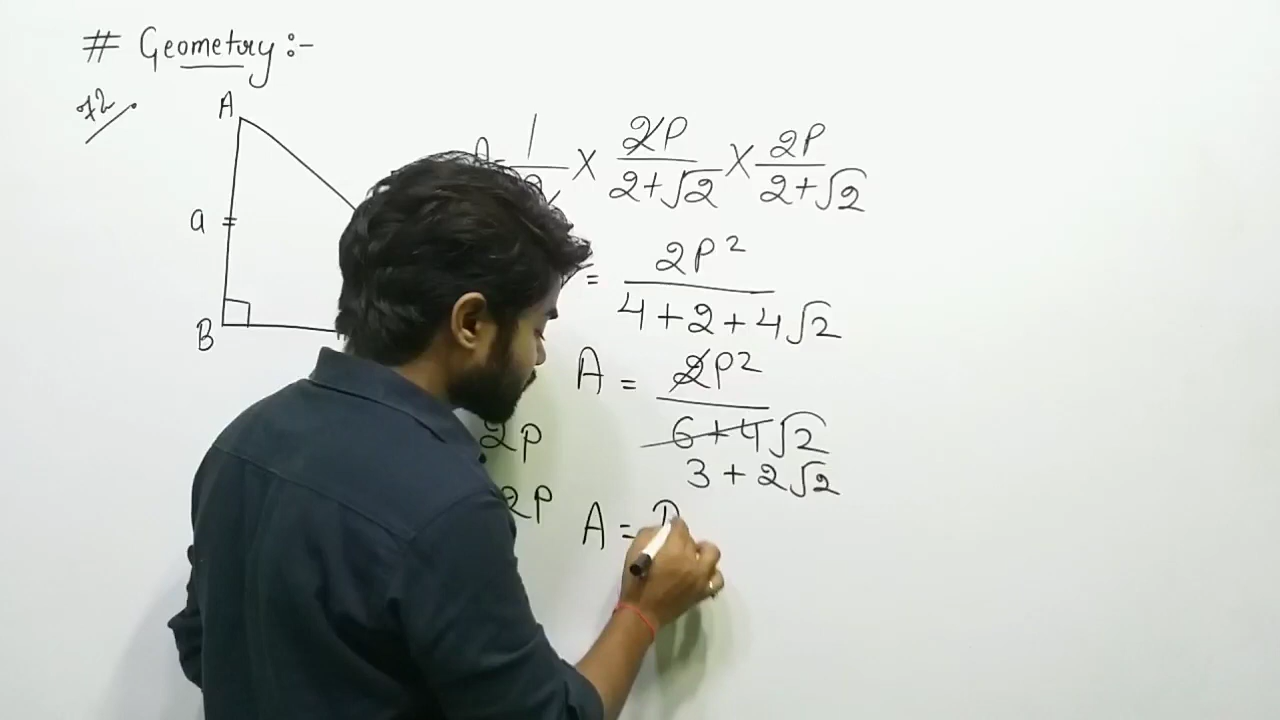 # Geometry :-
A
a
B
1 × 2P/2+√2 × 2P/2+√2
= 2P²/4+2+4√2
A = 2P²/6+4√2
3+2√2
2P
2P
A = P